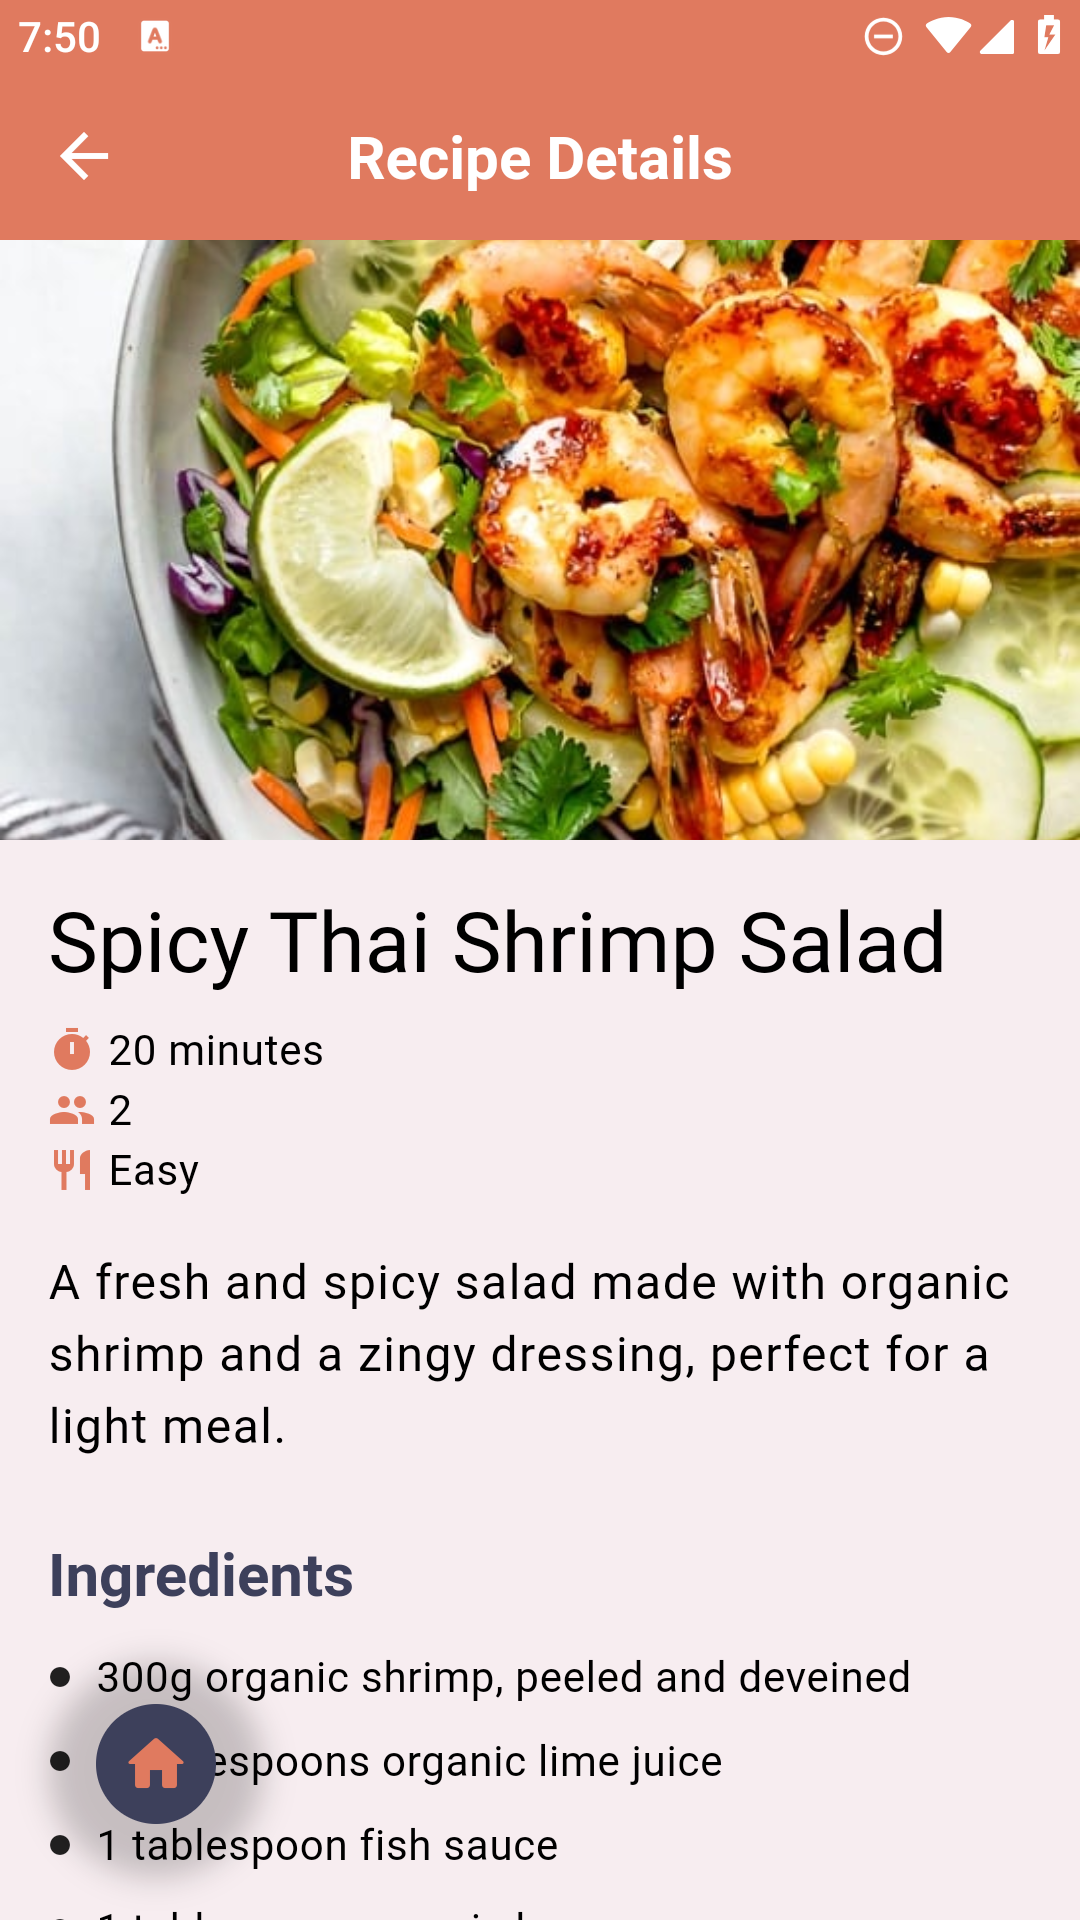 7:50
Recipe Details
Spicy Thai Shrimp Salad
20 minutes
2
Easy
A fresh and spicy salad made with organic
shrimp and a zingy dressing, perfect for a
light meal.
Ingredients
300g organic shrimp, peeled and deveined
organic lime juice
1 tablespoon fish sauce